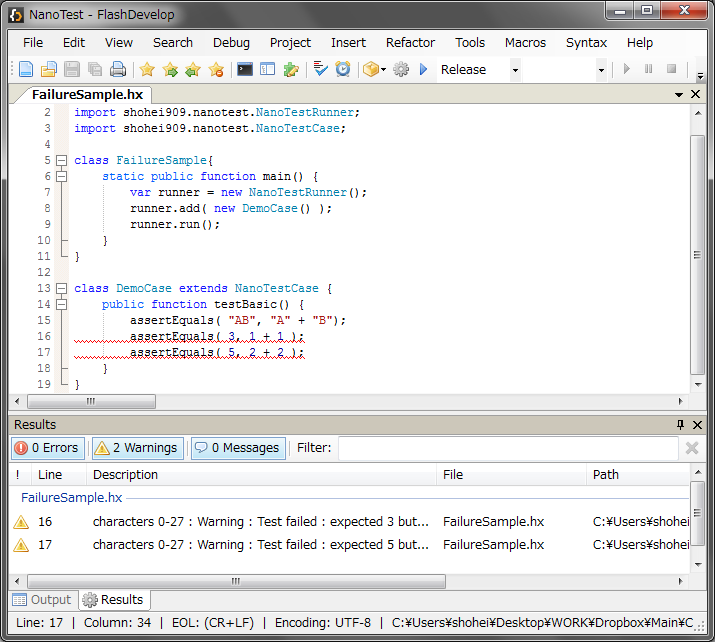 NanoTest - FlashDevelop
File Edit View Search Debug Project Insert Refactor Tools Macros Syntax Help
Release
FailureSample.hx
2 import shohei909.nanotest.NanoTestRunner;
3 import shohei909.nanotest.NanoTestCase;
4
5 class FailureSample{
6 static public function main() {
7 var runner = new NanoTestRunner();
8 runner.add( new DemoCase() );
9 runner.run();
10 }
11 }
12
13 class DemoCase extends NanoTestCase {
14 public function testBasic() {
15 assertEquals( "AB", "A" + "B");
16 assertEquals( 3, 1 + 1 );
17 assertEquals( 5, 2 + 2 );
18 }
19 }
Results
0 Errors 2 Warnings 0 Messages Filter:
! Line Description File Path
FailureSample.hx
16 characters 0-27 : Warning : Test failed : expected 3 but... FailureSample.hx C:¥Users¥shohei
17 characters 0-27 : Warning : Test failed : expected 5 but... FailureSample.hx C:¥Users¥shohei
Output Results
Line: 17 | Column: 34 | EOL: (CR+LF) | Encoding: UTF-8 | C:¥Users¥shohei¥Desktop¥WORK¥Dropbox¥Main¥C